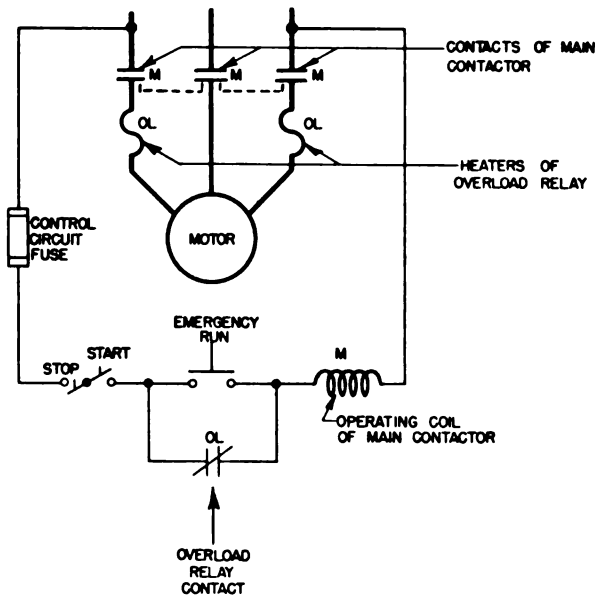 CONTACTS OF MAIN
CONTACTOR
M
M
M
OL
OL
HEATERS OF
OVERLOAD RELAY
MOTOR
CONTROL
CIRCUIT
FUSE
EMERGENCY
RUN
START
STOP
M
OPERATING COIL
OF MAIN CONTACTOR
OL
OVERLOAD
RELAY
CONTACT